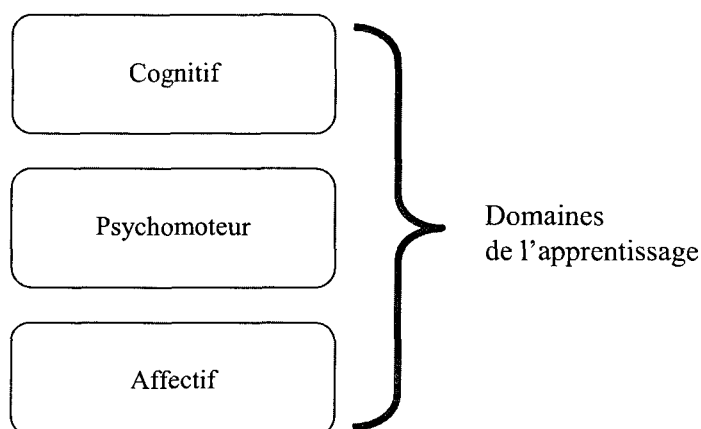 Cognitif
Psychomoteur
Domaines
de l'apprentissage
Affectif